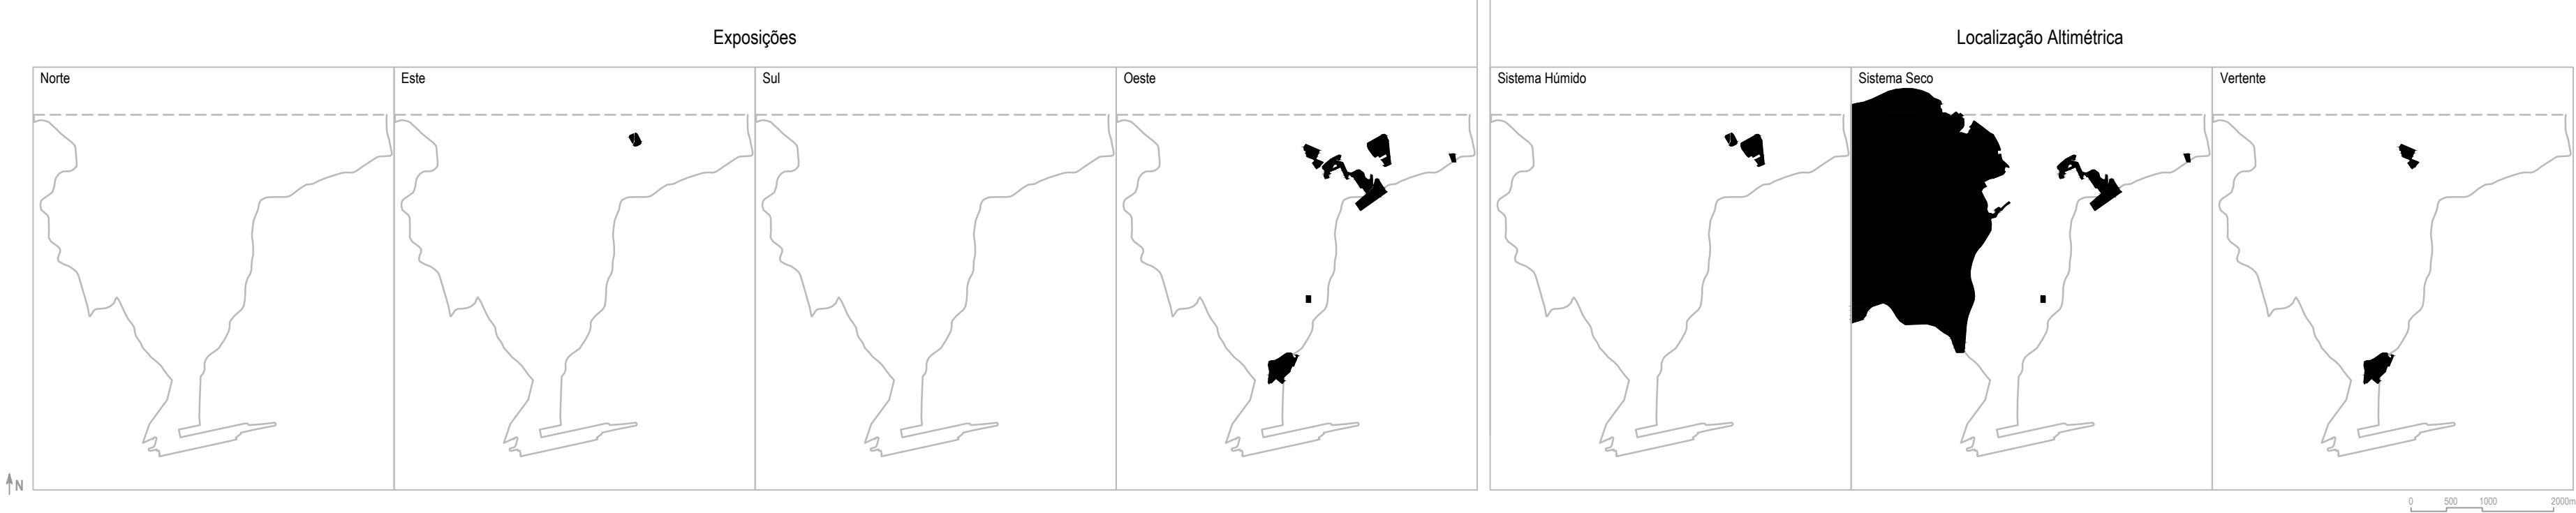 Exposições
Localização Altimétrica
Norte
Este
Sul
Oeste
Sistema Húmido
Sistema Seco
Vertente
N
0 500 1000 2000m